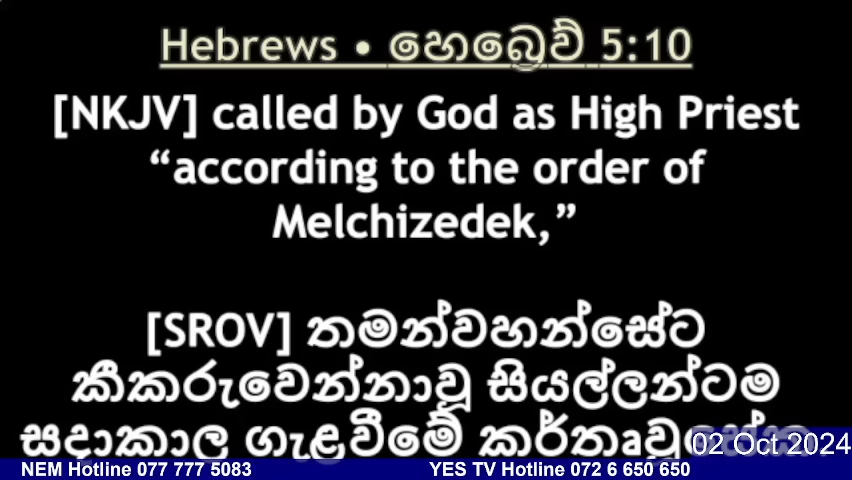 Hebrews • හෙබ්‍රෙව් 5:10
[NKJV] called by God as High Priest
“according to the order of
Melchizedek,”
[SROV] තමන්වහන්සේට
කීකරුවෙන්නාවූ සියල්ලන්ටම
සදාකාල ගැළවීමේ කර්තෘවූ
02 Oct 2024
NEM Hotline 077 777 5083
YES TV Hotline 072 6 650 650